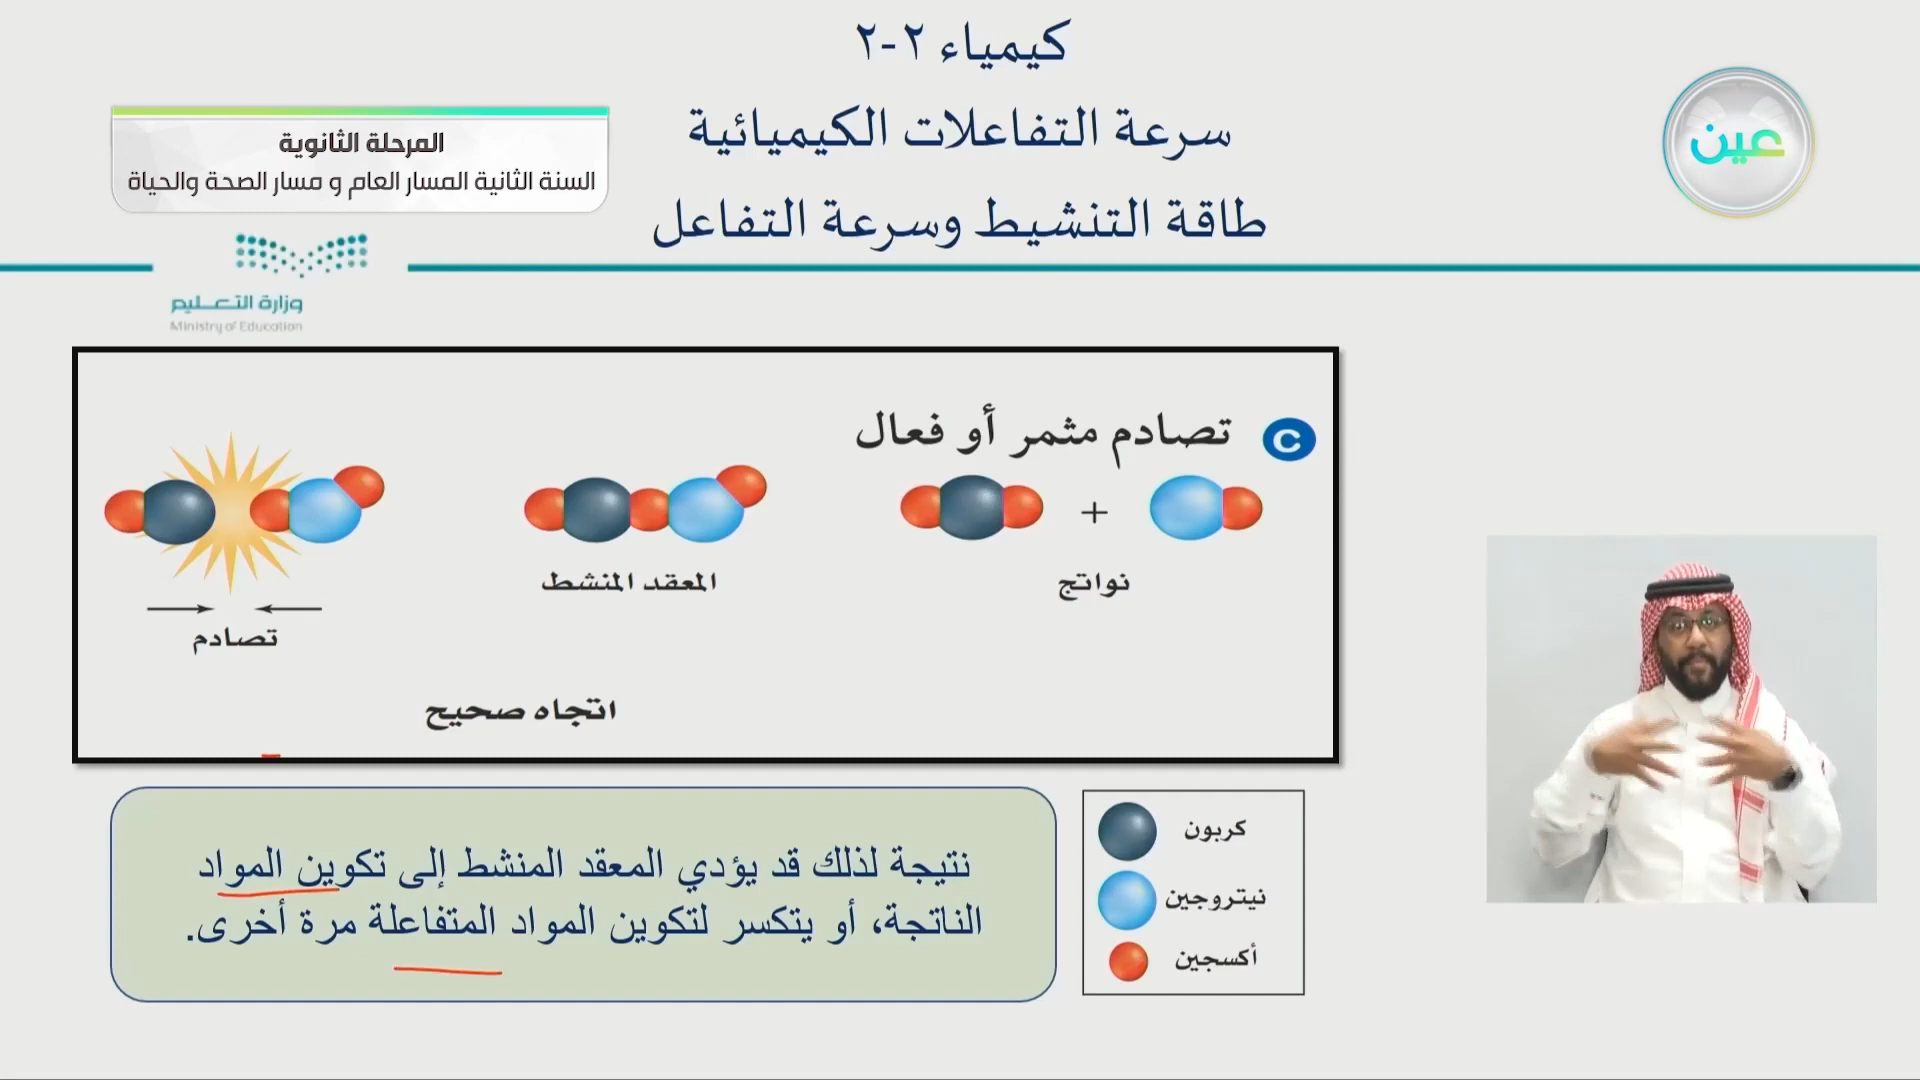 كيمياء ٢-٢
سرعة التفاعلات الكيميائية
طاقة التنشيط وسرعة التفاعل
عين
المرحلة الثانوية
السنة الثانية المسار العام و مسار الصحة والحياة
وزارة التعـــليم
Ministry of Education
C تصادم مثمر أو فعال
+
نواتج
المعقد المنشط
تصادم
اتجاه صحيح
كربون
نيتروجين
أكسجين
نتيجة لذلك قد يؤدي المعقد المنشط إلى تكوين المواد
الناتجة، أو يتكسر لتكوين المواد المتفاعلة مرة أخرى.